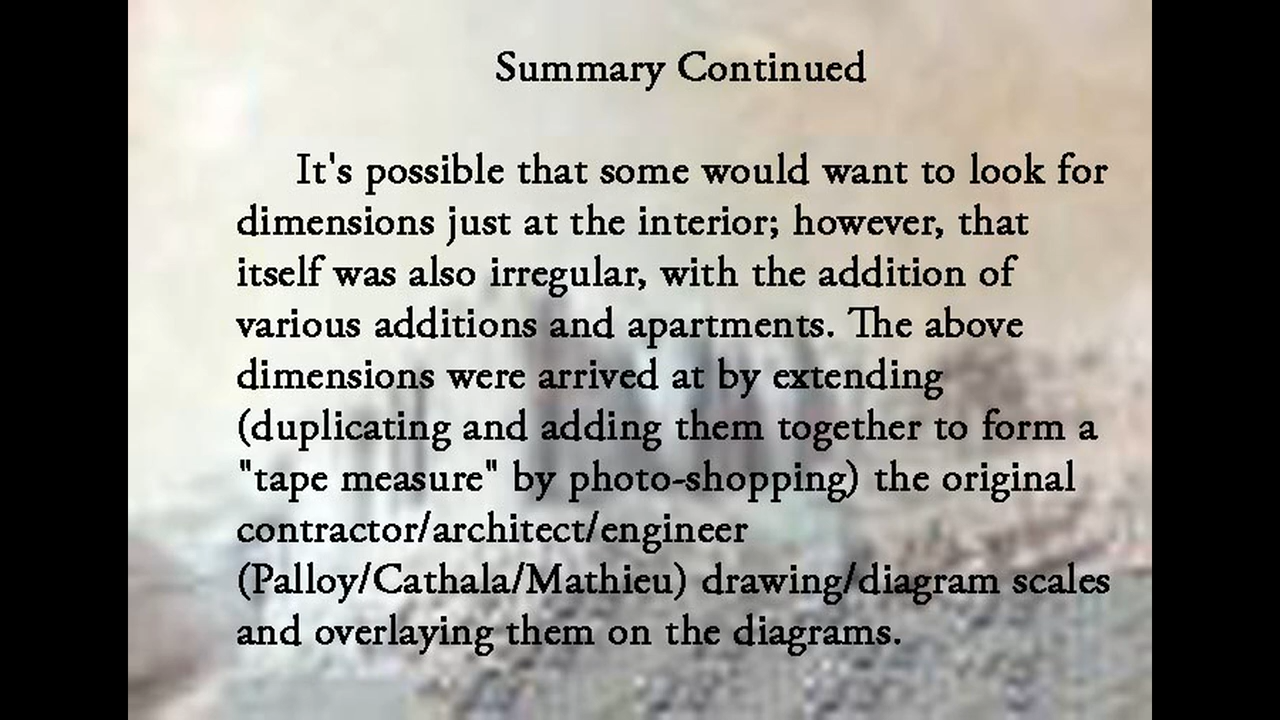 Summary Continued
It's possible that some would want to look for
dimensions just at the interior; however, that
itself was also irregular, with the addition of
various additions and apartments. The above
dimensions were arrived at by extending
(duplicating and adding them together to form a
"tape measure" by photo-shopping) the original
contractor/architect/engineer
(Palloy/Cathala/Mathieu) drawing/diagram scales
and overlaying them on the diagrams.